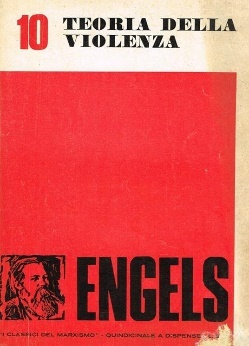 10
TEORIA DELLA
VIOLENZA
ENGELS
"I CLASSICI DEL MARXISMO" - QUINDICINALE A DISPENSE